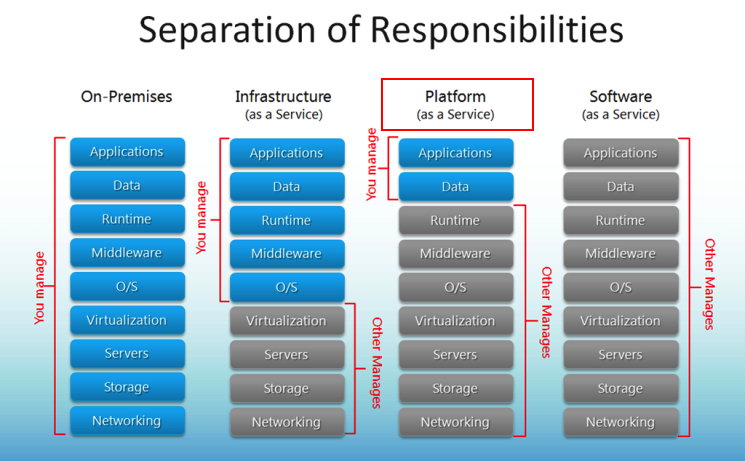 Separation of Responsibilities
On-Premises
You manage
Applications
Data
Runtime
Middleware
O/S
Virtualization
Servers
Storage
Networking
Infrastructure
(as a Service)
You manage
Applications
Data
Runtime
Middleware
O/S
Virtualization
Servers
Storage
Networking
Other Manages
Platform
(as a Service)
You manage
Applications
Data
Runtime
Middleware
O/S
Virtualization
Servers
Storage
Networking
Other Manages
Software
(as a Service)
Applications
Data
Runtime
Middleware
O/S
Virtualization
Servers
Storage
Networking
Other Manages